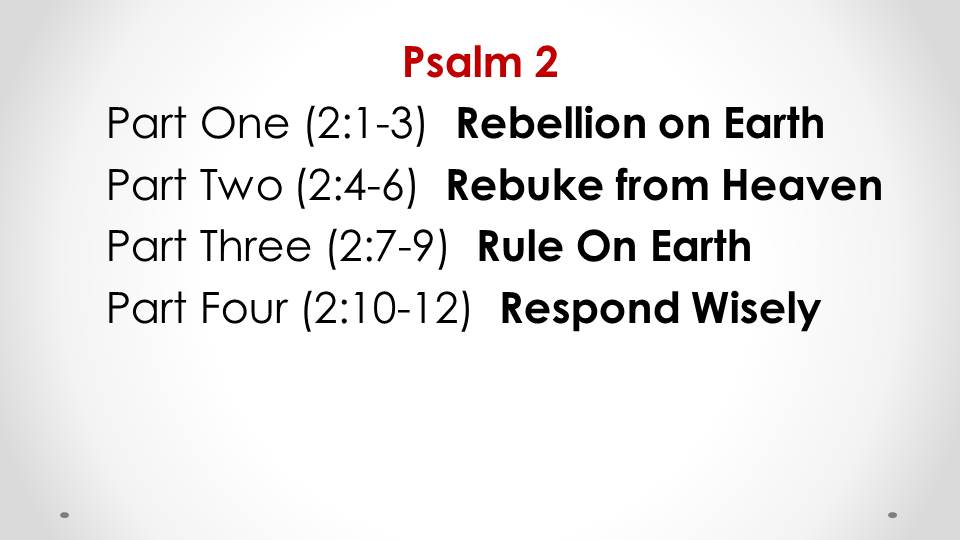 Psalm 2
Part One (2:1-3) Rebellion on Earth
Part Two (2:4-6) Rebuke from Heaven
Part Three (2:7-9) Rule On Earth
Part Four (2:10-12) Respond Wisely